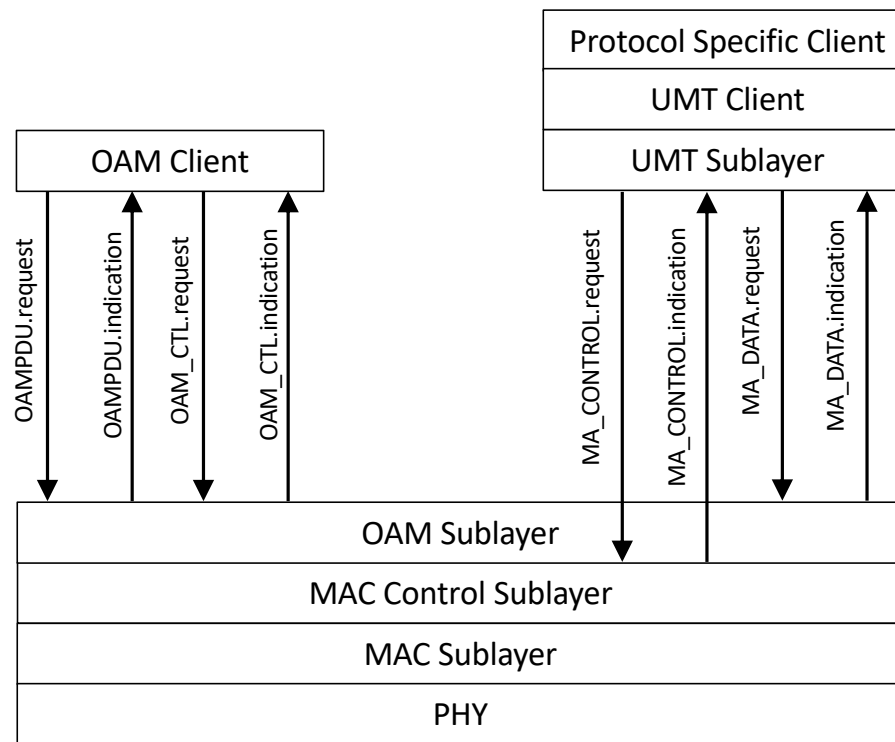 Protocol Specific Client
UMT Client
OAM Client
UMT Sublayer
OAMPDU.request
OAMPDU.indication
OAM_CTL.request
OAM_CTL.indication
MA_CONTROL.request
MA_CONTROL.indication
MA_DATA.request
MA_DATA.indication
OAM Sublayer
MAC Control Sublayer
MAC Sublayer
PHY